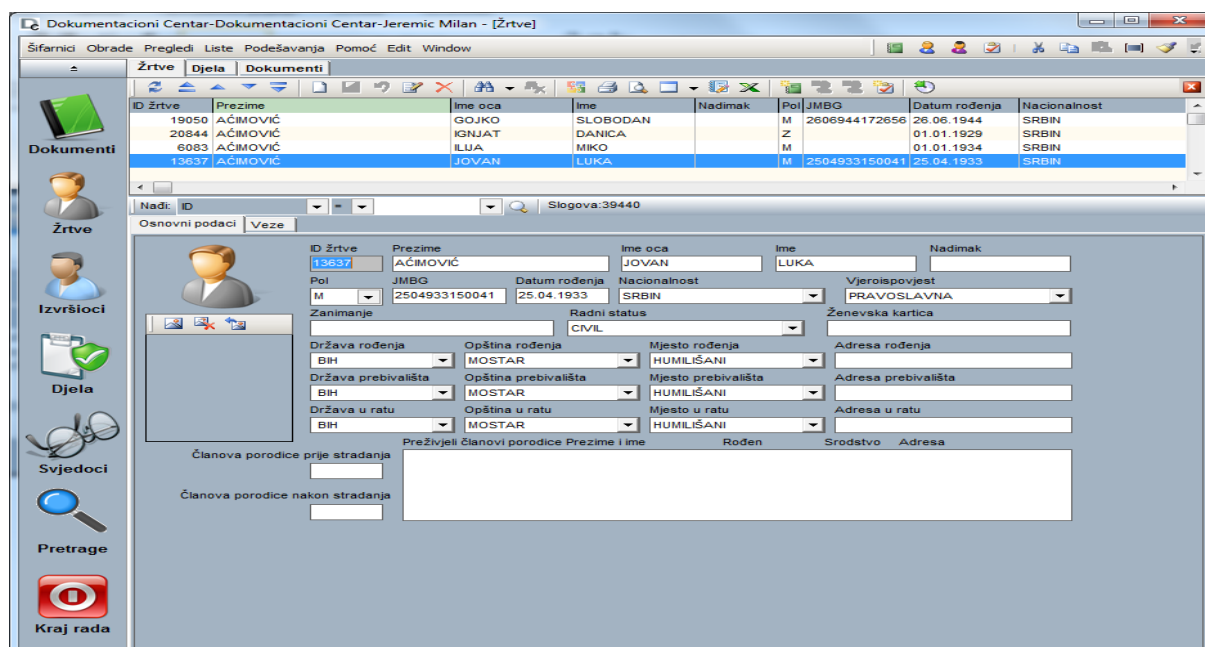 Dokumentacioni Centar-Dokumentacioni Centar-Jeremic Milan - [Žrtve]
Šifarnici Obrade Pregledi Liste Podešavanja Pomoć Edit Window
Žrtve Djela Dokumenti
ID žrtve Prezime Ime oca Ime Nadimak Pol JMBG Datum rođenja Nacionalnost
19050 AĆIMOVIĆ GOJKO SLOBODAN M 2606944172656 26.06.1944 SRBIN
20844 AĆIMOVIĆ IGNJAT DANICA Z 01.01.1929 SRBIN
6083 AĆIMOVIĆ ILIJA MIKO M 01.01.1934 SRBIN
13637 AĆIMOVIĆ JOVAN LUKA M 2504933150041 25.04.1933 SRBIN
Nađi: ID = Slogova:39440
Osnovni podaci Veze
ID žrtve Prezime Ime oca Ime Nadimak
13637 AĆIMOVIĆ JOVAN LUKA
Pol JMBG Datum rođenja Nacionalnost Vjeroispovjest
M 2504933150041 25.04.1933 SRBIN PRAVOSLAVNA
Zanimanje Radni status Ženevska kartica
CIVIL
Država rođenja Opština rođenja Mjesto rođenja Adresa rođenja
BIH MOSTAR HUMILIŠANI
Država prebivališta Opština prebivališta Mjesto prebivališta Adresa prebivališta
BIH MOSTAR HUMILIŠANI
Država u ratu Opština u ratu Mjesto u ratu Adresa u ratu
BIH MOSTAR HUMILIŠANI
Preživjeli članovi porodice Prezime i ime Rođen Srodstvo Adresa
Članova porodice prije stradanja
Članova porodice nakon stradanja
Dokumenti
Žrtve
Izvršioci
Djela
Svjedoci
Pretrage
Kraj rada